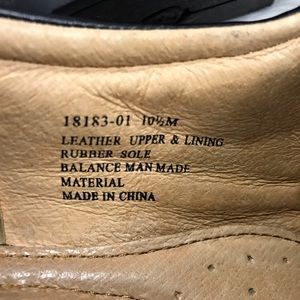 18183-01 10½M
LEATHER UPPER & LINING
RUBBER SOLE
BALANCE MAN MADE
MATERIAL
MADE IN CHINA